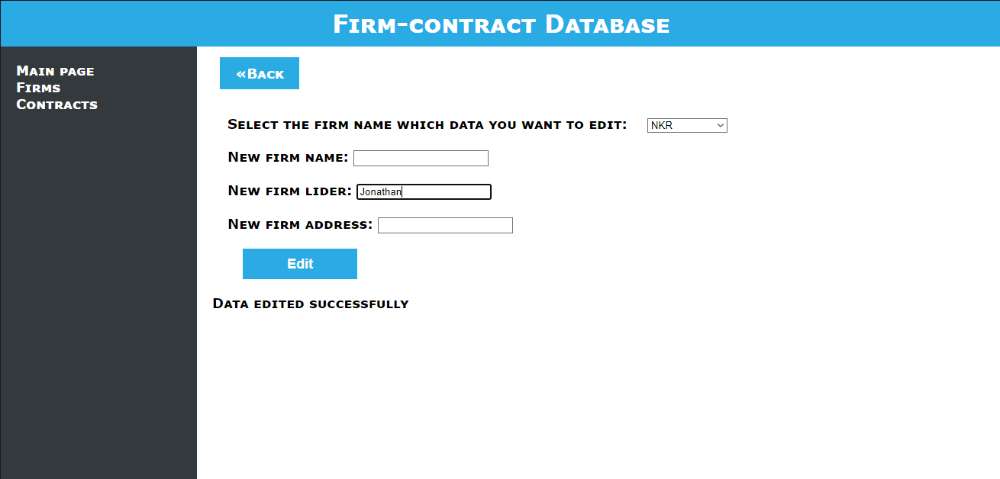 Firm-contract Database
Main page
Firms
Contracts
«Back
Select the firm name which data you want to edit: NKR
New firm name:
New firm lider: Jonathan
New firm address:
Edit
Data edited successfully